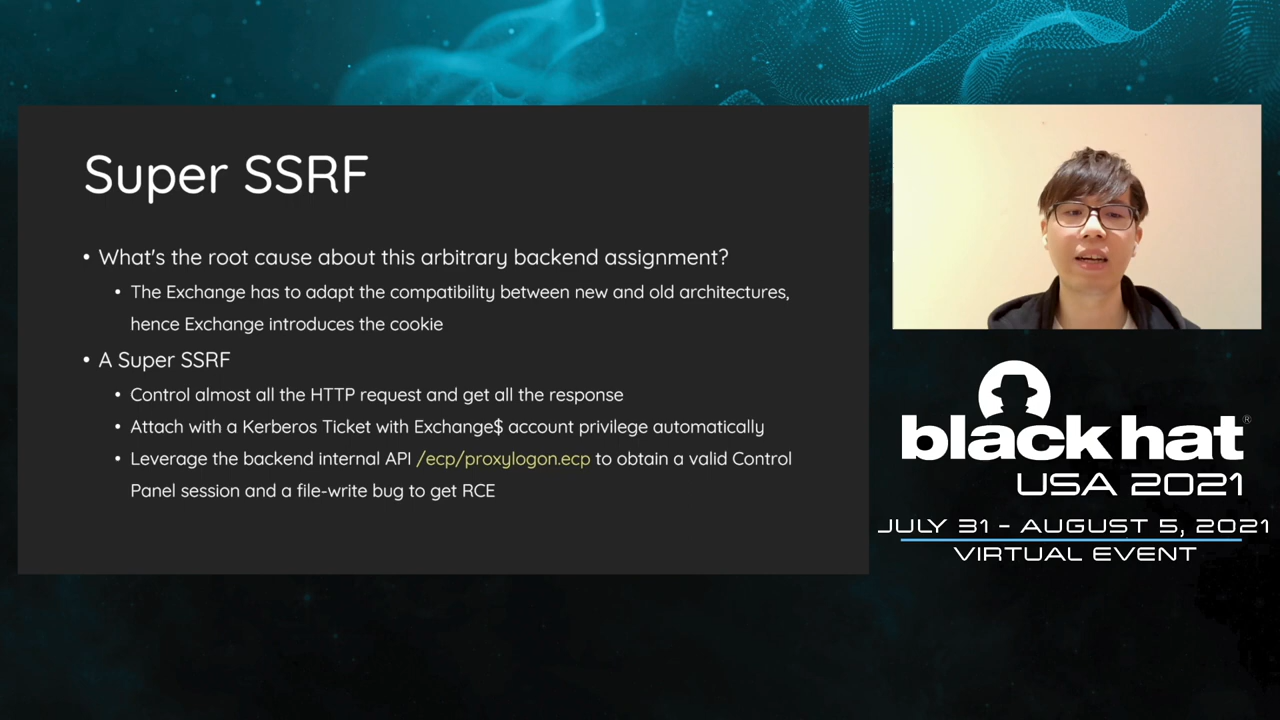 Super SSRF
• What's the root cause about this arbitrary backend assignment?
• The Exchange has to adapt the compatibility between new and old architectures,
hence Exchange introduces the cookie
• A Super SSRF
• Control almost all the HTTP request and get all the response
• Attach with a Kerberos Ticket with Exchange$ account privilege automatically
• Leverage the backend internal API /ecp/proxylogon.ecp to obtain a valid Control
Panel session and a file-write bug to get RCE
black hat®
USA 2021
JULY 31 - AUGUST 5, 2021
VIRTUAL EVENT